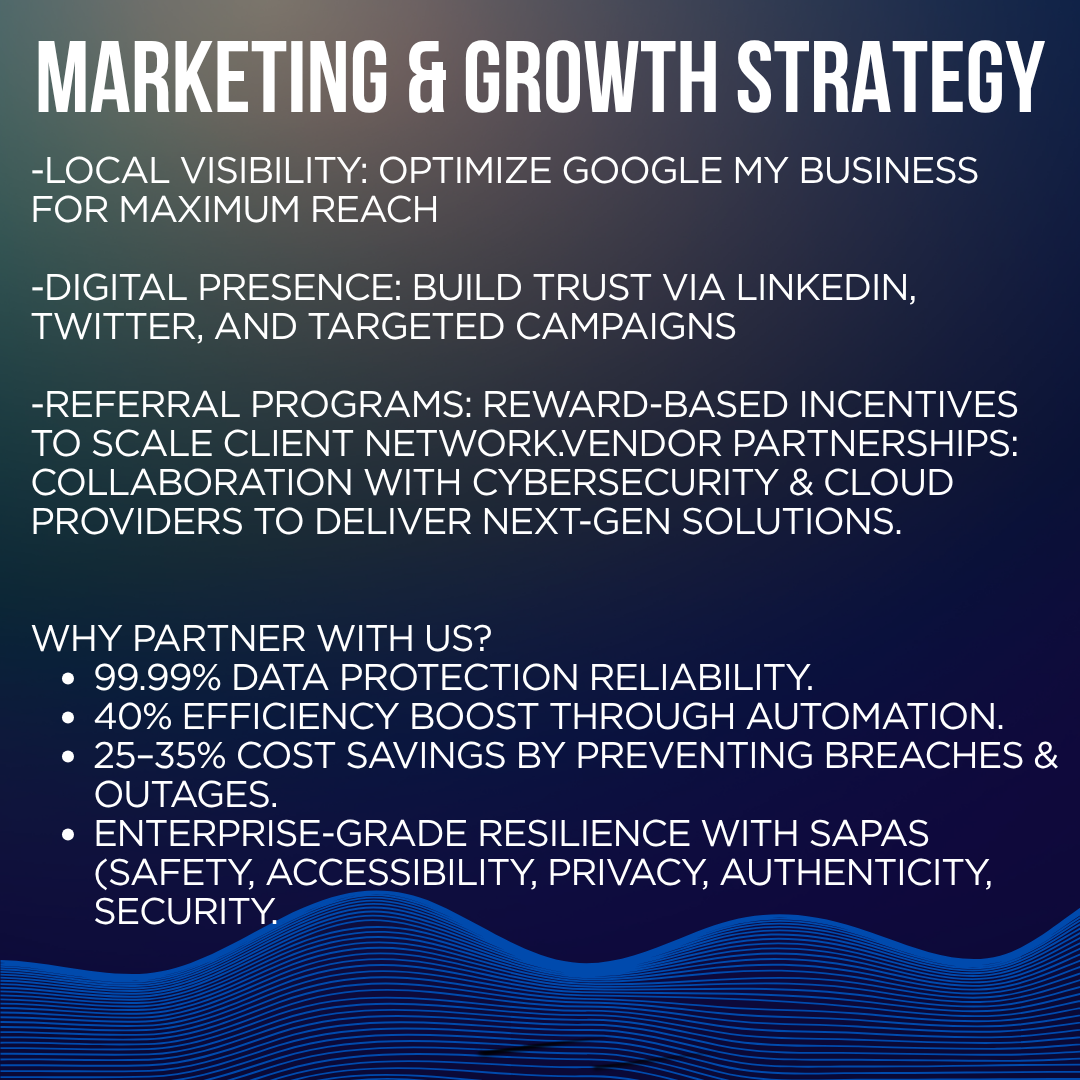 MARKETING & GROWTH STRATEGY
-LOCAL VISIBILITY: OPTIMIZE GOOGLE MY BUSINESS
FOR MAXIMUM REACH
-DIGITAL PRESENCE: BUILD TRUST VIA LINKEDIN,
TWITTER, AND TARGETED CAMPAIGNS
-REFERRAL PROGRAMS: REWARD-BASED INCENTIVES
TO SCALE CLIENT NETWORK.VENDOR PARTNERSHIPS:
COLLABORATION WITH CYBERSECURITY & CLOUD
PROVIDERS TO DELIVER NEXT-GEN SOLUTIONS.
WHY PARTNER WITH US?
• 99.99% DATA PROTECTION RELIABILITY.
• 40% EFFICIENCY BOOST THROUGH AUTOMATION.
• 25–35% COST SAVINGS BY PREVENTING BREACHES &
OUTAGES.
• ENTERPRISE-GRADE RESILIENCE WITH SAPAS
(SAFETY, ACCESSIBILITY, PRIVACY, AUTHENTICITY,
SECURITY.